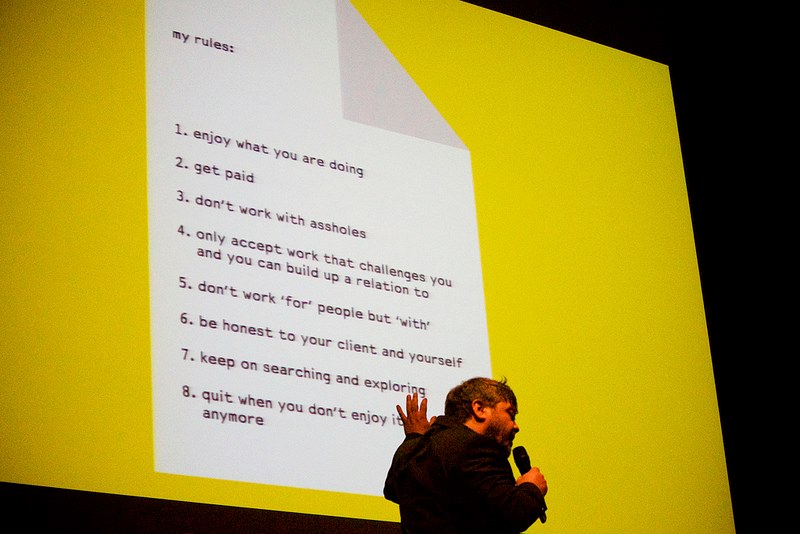 my rules:
1. enjoy what you are doing
2. get paid
3. don't work with assholes
4. only accept work that challenges you
and you can build up a relation to
5. don't work 'for' people but 'with'
6. be honest to your client and yourself
7. keep on searching and exploring
8. quit when you don't enjoy it
anymore